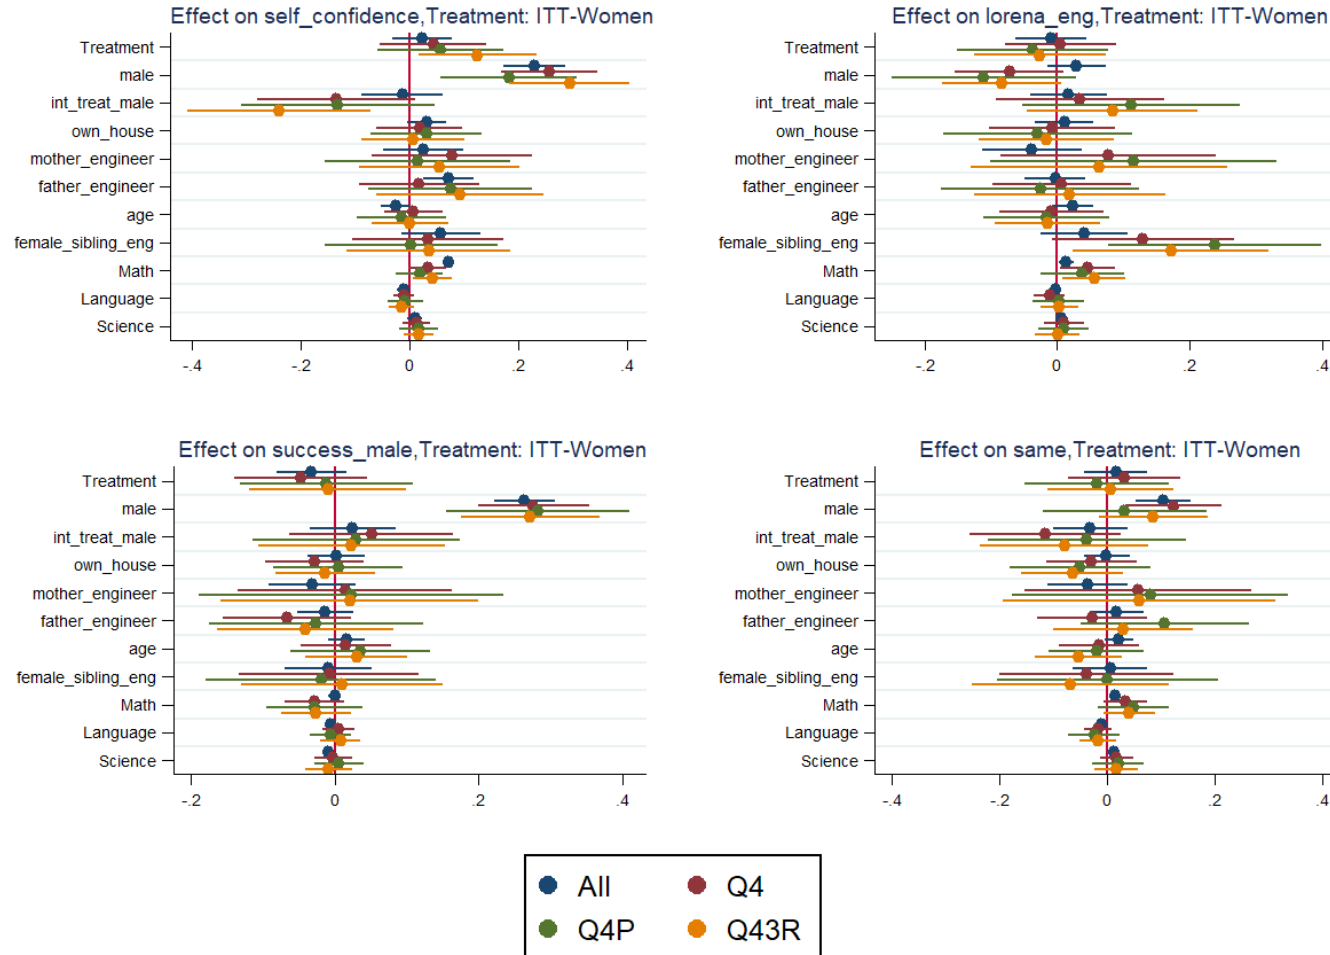 Effect on self_confidence,Treatment: ITT-Women
Treatment
male
int_treat_male
own_house
mother_engineer
father_engineer
age
female_sibling_eng
Math
Language
Science
-.4 -.2 0 .2 .4
Effect on lorena_eng,Treatment: ITT-Women
Treatment
male
int_treat_male
own_house
mother_engineer
father_engineer
age
female_sibling_eng
Math
Language
Science
-.2 0 .2 .4
Effect on success_male,Treatment: ITT-Women
Treatment
male
int_treat_male
own_house
mother_engineer
father_engineer
age
female_sibling_eng
Math
Language
Science
-.2 0 .2 .4
Effect on same,Treatment: ITT-Women
Treatment
male
int_treat_male
own_house
mother_engineer
father_engineer
age
female_sibling_eng
Math
Language
Science
-.4 -.2 0 .2 .4
All Q4
Q4P Q43R